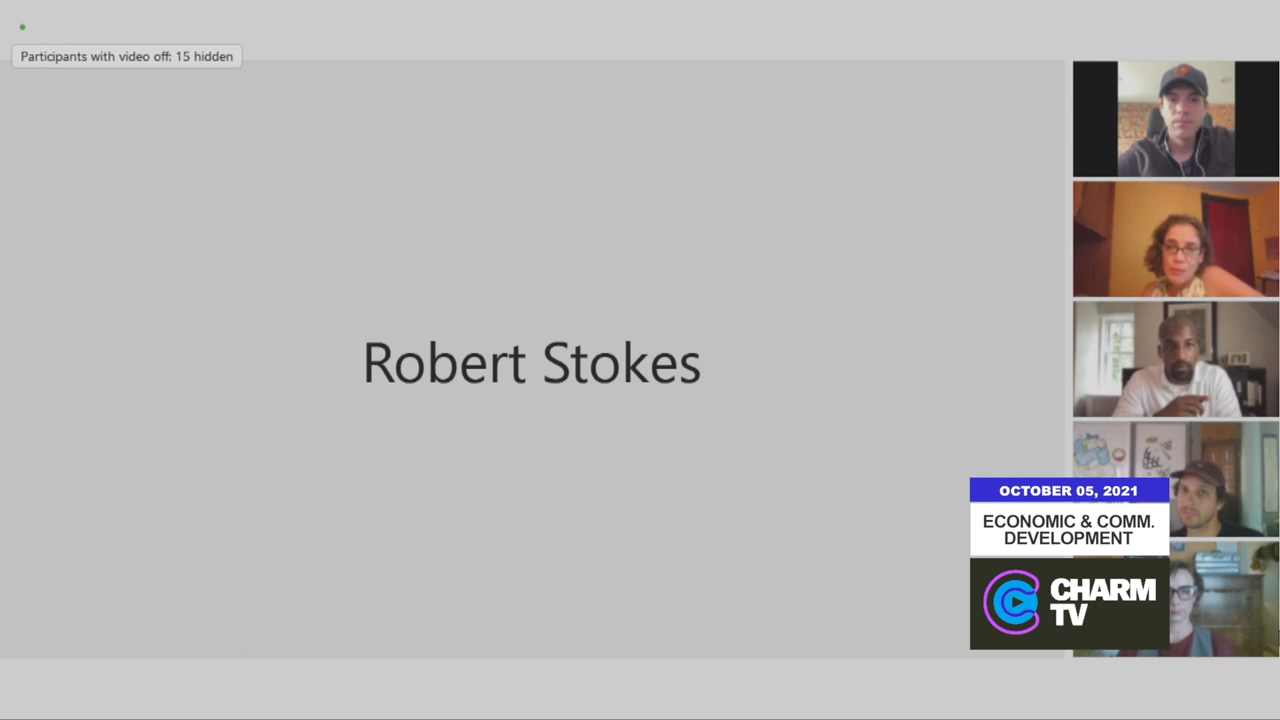 Participants with video off: 15 hidden
Robert Stokes
OCTOBER 05, 2021
ECONOMIC & COMM.
DEVELOPMENT
CHARM
TV